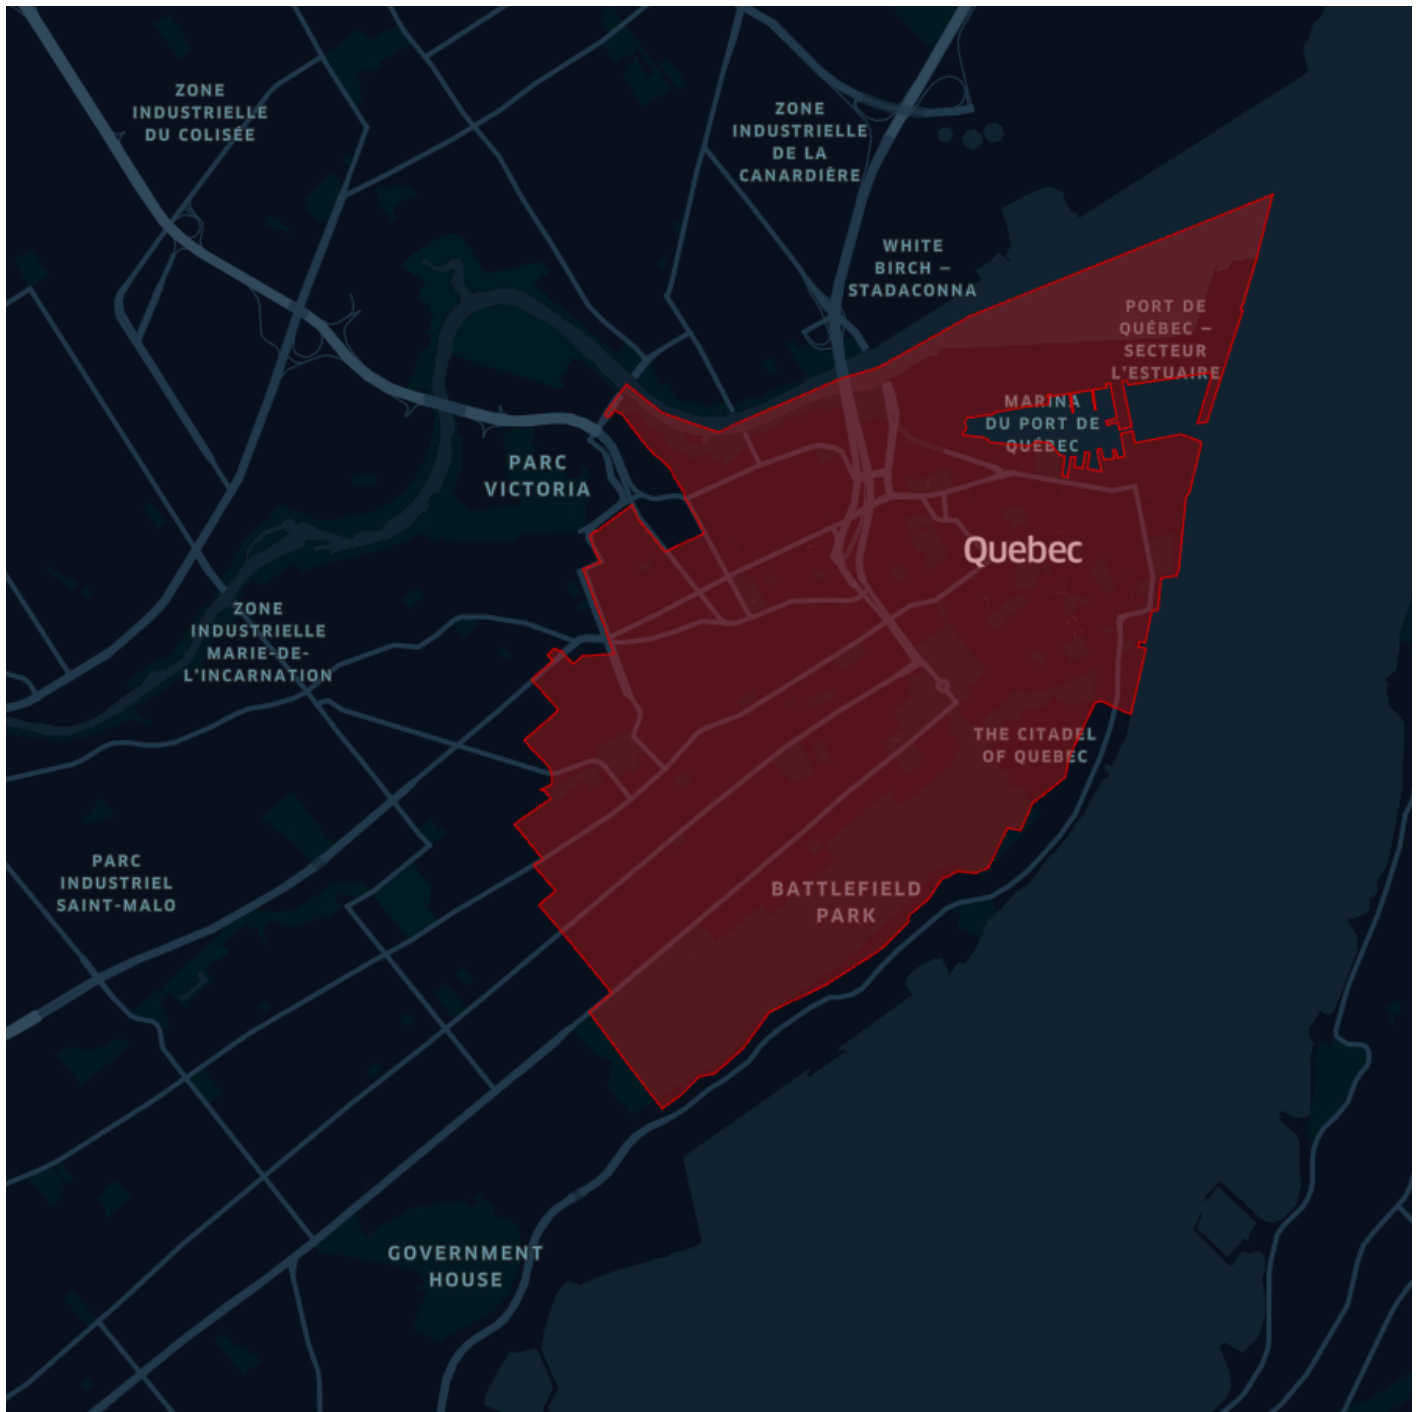 ZONE
INDUSTRIELLE
DU COLISÉE
ZONE
INDUSTRIELLE
DE LA
CANARDIÈRE
WHITE
BIRCH –
STADACONNA
PORT DE
QUÉBEC –
SECTEUR
L'ESTUAIRE
MARINA
DU PORT DE
QUÉBEC
PARC
VICTORIA
Quebec
ZONE
INDUSTRIELLE
MARIE-DE-
L'INCARNATION
THE CITADEL
OF QUEBEC
PARC
INDUSTRIEL
SAINT-MALO
BATTLEFIELD
PARK
GOVERNMENT
HOUSE